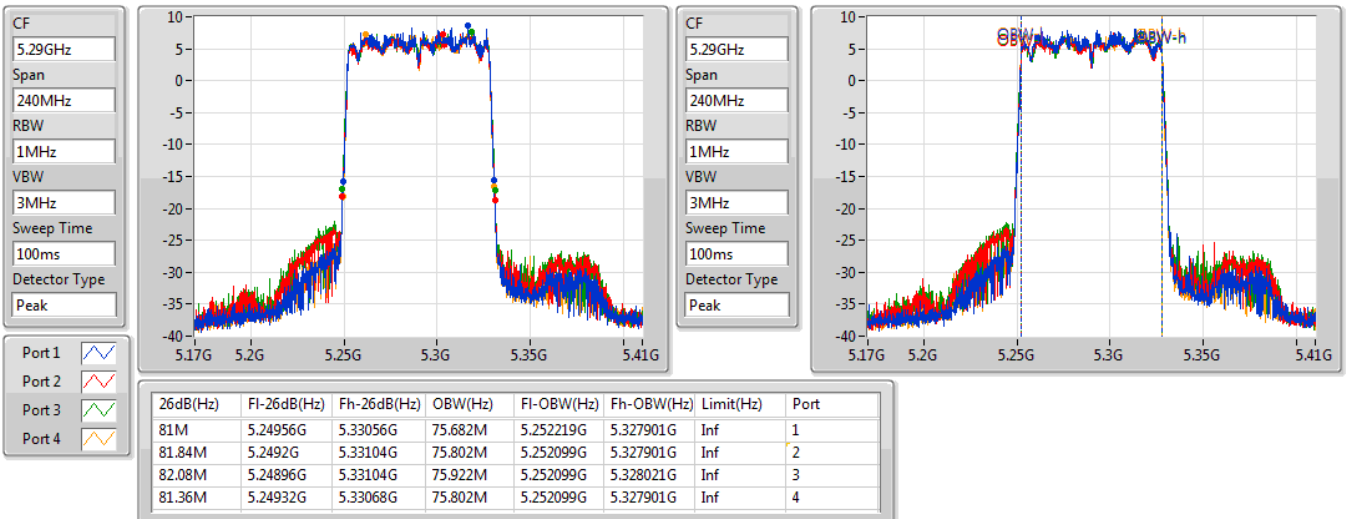 CF
5.29GHz
Span
240MHz
RBW
1MHz
VBW
3MHz
Sweep Time
100ms
Detector Type
Peak
10
5
0
-5
-10
-15
-20
-25
-30
-35
-40
5.17G 5.2G 5.25G 5.3G 5.35G 5.41G
CF
5.29GHz
Span
240MHz
RBW
1MHz
VBW
3MHz
Sweep Time
100ms
Detector Type
Peak
10
5
0
-5
-10
-15
-20
-25
-30
-35
-40
OBW-h
5.17G 5.2G 5.25G 5.3G 5.35G 5.41G
Port 1
Port 2
Port 3
Port 4
26dB(Hz) Fl-26dB(Hz) Fh-26dB(Hz) OBW(Hz) Fl-OBW(Hz) Fh-OBW(Hz) Limit(Hz) Port
81M 5.24956G 5.33056G 75.682M 5.252219G 5.327901G Inf 1
81.84M 5.2492G 5.33104G 75.802M 5.252099G 5.327901G Inf 2
82.08M 5.24896G 5.33104G 75.922M 5.252099G 5.328021G Inf 3
81.36M 5.24932G 5.33068G 75.802M 5.252099G 5.327901G Inf 4